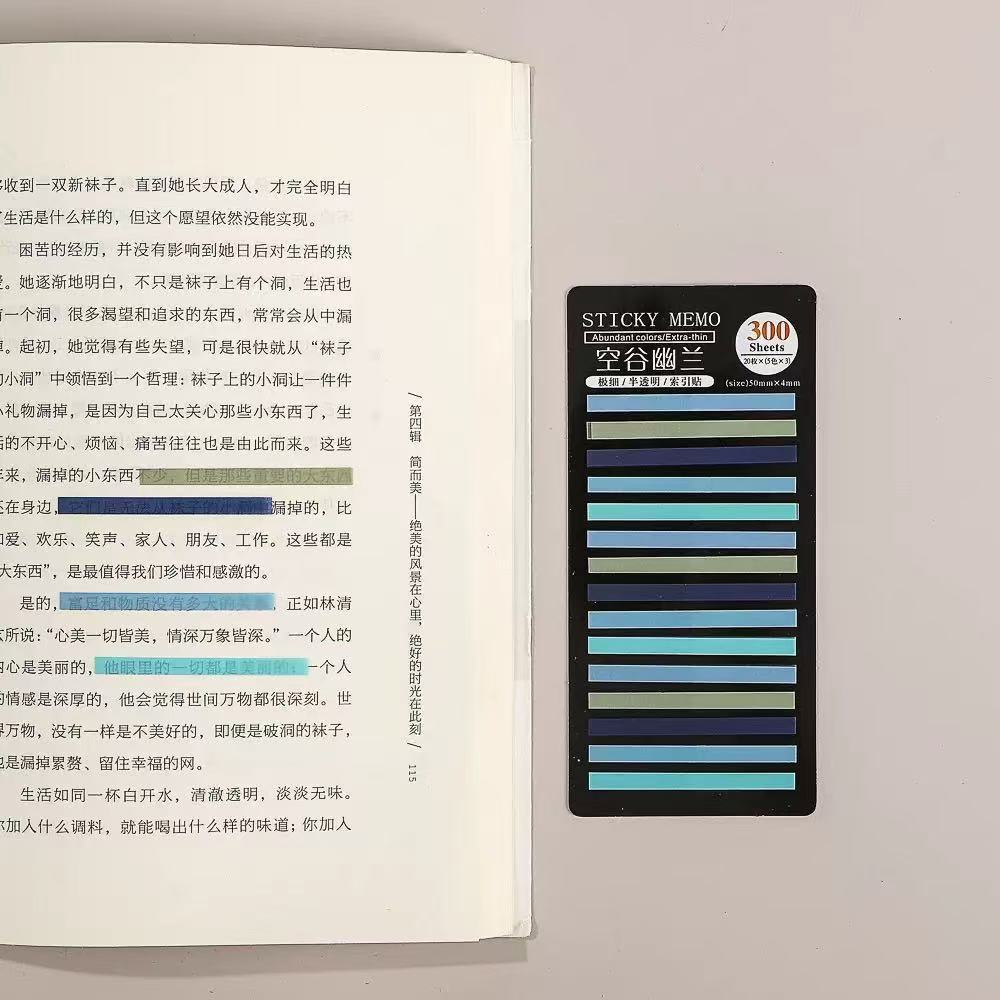 收到一双新袜子。直到她长大成人，才完全明白
生活是什么样的，但这个愿望依然没能实现。
困苦的经历，并没有影响到她日后对生活的热
。她逐渐地明白，不只是袜子上有个洞，生活也
一个洞，很多渴望和追求的东西，常常会从中漏
。起初，她觉得有些失望，可是很快就从“袜子
小洞”中领悟到一个哲理：袜子上的小洞让一件件
礼物漏掉，是因为自己太关心那些小东西了，生
的不开心、烦恼、痛苦往往也是由此而来。这些
来，漏掉的小东西不少，但是那些重要的大东西
在身边，它们是无法从袜子的小洞中漏掉的，比
爱、欢乐、笑声、家人、朋友、工作。这些都是
大东西”，是最值得我们珍惜和感激的。
是的，富足和物质没有多大的关系，正如林清
所说：“心美一切皆美，情深万象皆深。”一个人的
心是美丽的，他眼里的一切都是美丽的；一个人
的情感是深厚的，他会觉得世间万物都很深刻。世
万物，没有一样是不美好的，即便是破洞的袜子，
也是漏掉累赘、留住幸福的网。
生活如同一杯白开水，清澈透明，淡淡无味。
你加入什么调料，就能喝出什么样的味道；你加入
/ 第四辑 简而美——绝美的风景在心里，绝好的时光在此刻 /
115
STICKY MEMO
Abundant colors/Extra-thin
空谷幽兰
极细/半透明/索引贴
300
Sheets
20枚×(5色×3)
(size)50mm×4mm